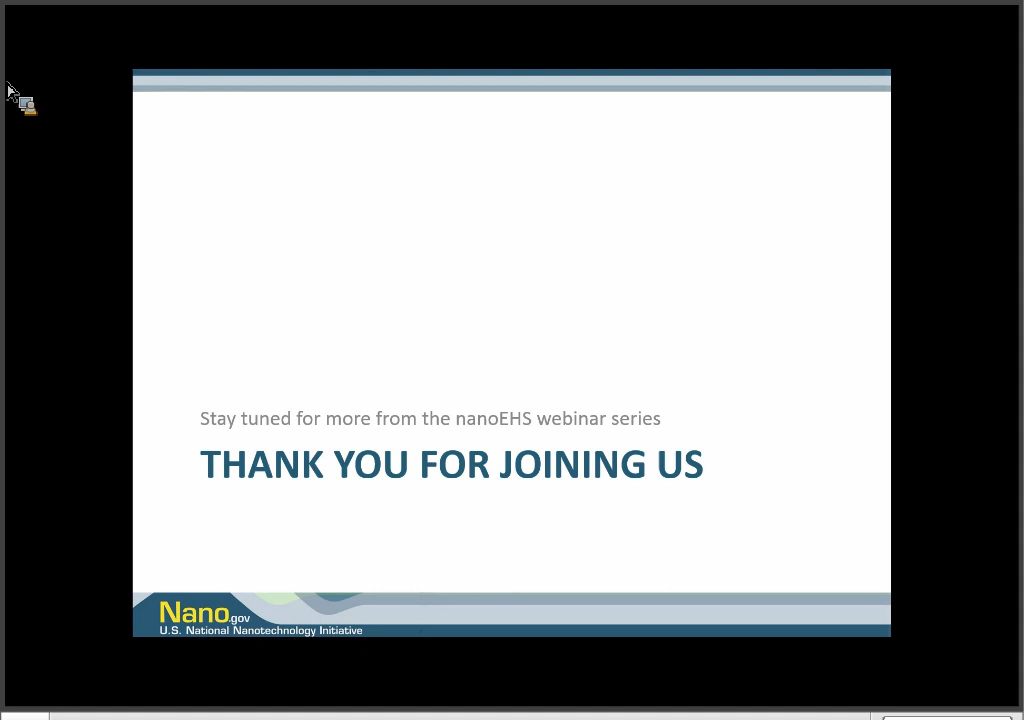 Stay tuned for more from the nanoEHS webinar series
THANK YOU FOR JOINING US
Nano.gov
U.S. National Nanotechnology Initiative